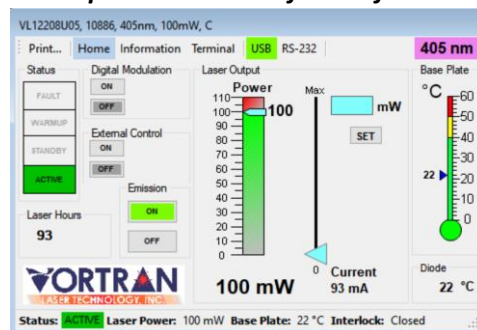 VL12208U05, 10886, 405nm, 100mW, C
Print... Home Information Terminal USB RS-232 405 nm
Status Digital Modulation Laser Output Base Plate
FAULT
ON
OFF
WARMUP
External Control
STANDBY
ON
OFF
ACTIVE
Emission
ON
OFF
Laser Hours
93
Power
110
100
90
80
70
60
50
40
30
20
10
0
100
Max
0
mW
SET
100 mW
Current
93 mA
°C
60
50
40
30
20
10
0
22
Diode
22 °C
VORTRAN
LASER TECHNOLOGY, INC.
Status: ACTIVE Laser Power: 100 mW Base Plate: 22 °C Interlock: Closed